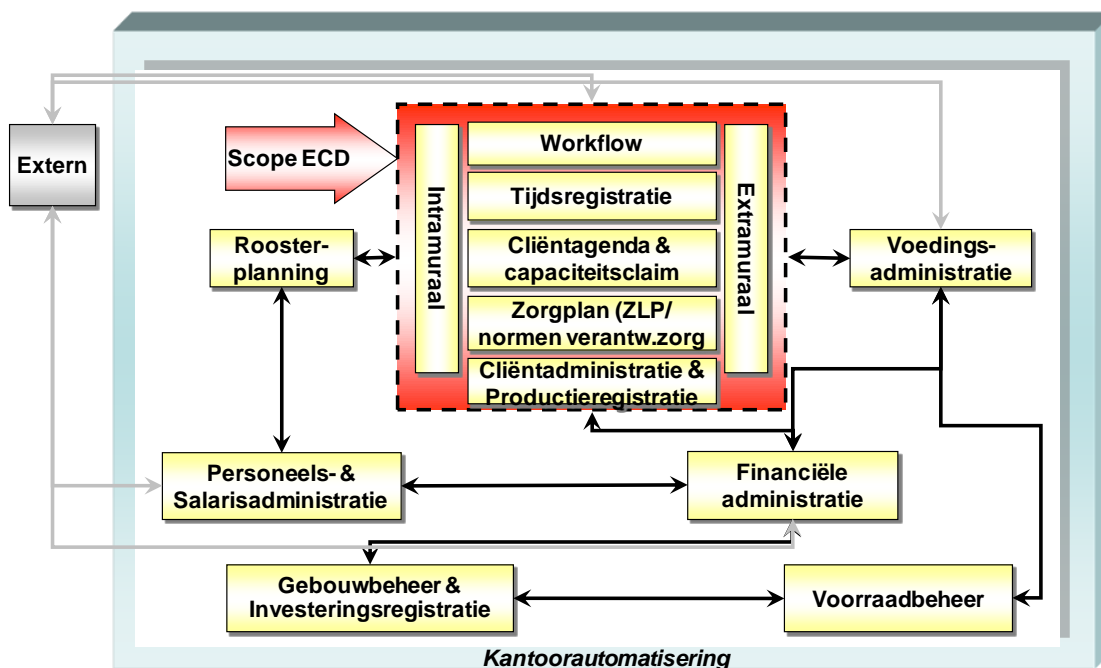 Extern
Scope ECD
Intramuraal
Workflow
Tijdsregistratie
Cliëntagenda &
capaciteitsclaim
Zorgplan (ZLP/
normen verantw.zorg
Cliëntadministratie &
Productieregistratie
Extramuraal
Rooster-
planning
Voedings-
administratie
Personeels- &
Salarisadministratie
Financiële
administratie
Gebouwbeheer &
Investeringsregistratie
Voorraadbeheer
Kantoorautomatisering